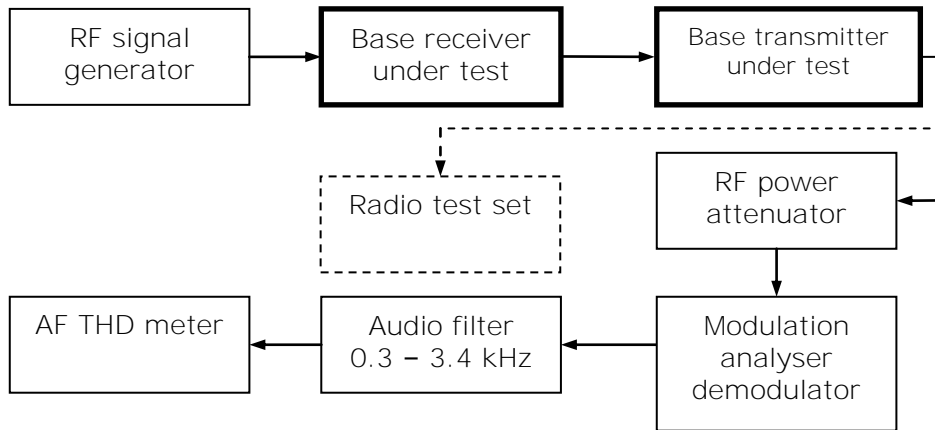 RF signal
generator
Base receiver
under test
Base transmitter
under test
Radio test set
RF power
attenuator
AF THD meter
Audio filter
0.3 – 3.4 kHz
Modulation
analyser
demodulator